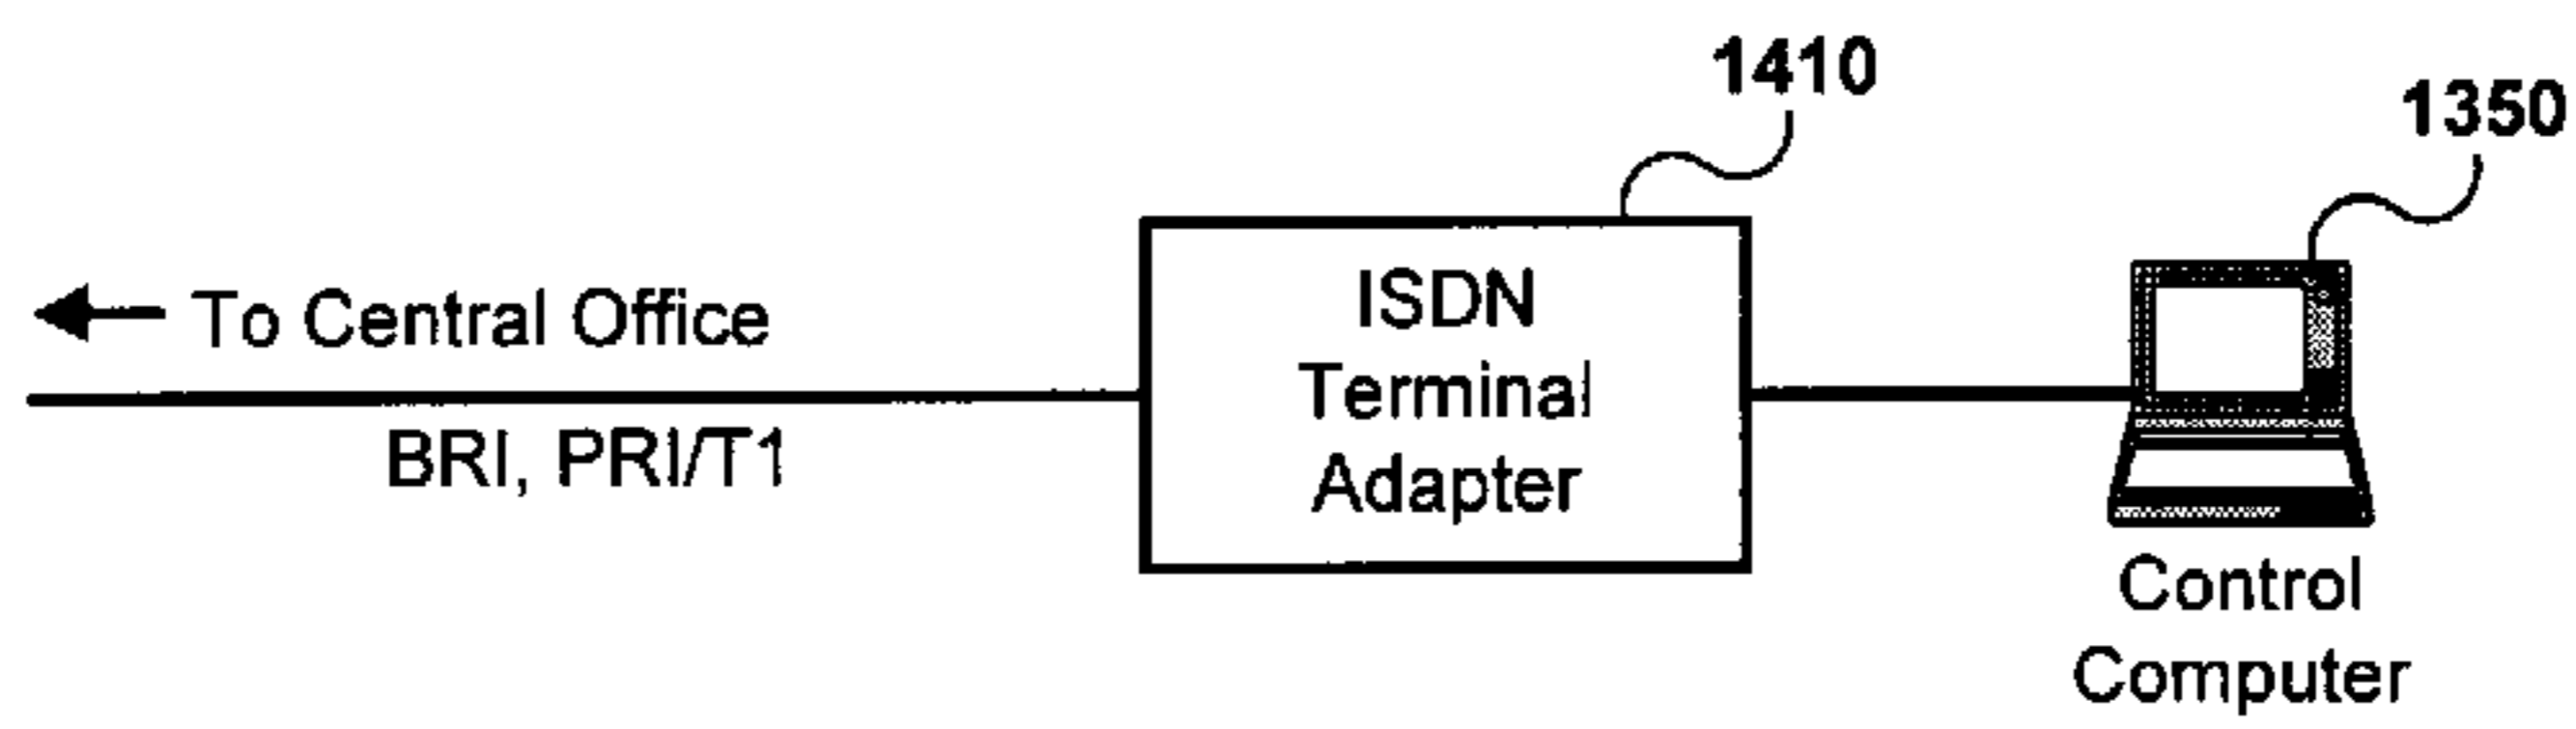 1410
1350
To Central Office
BRI, PRI/T1
ISDN
Terminal
Adapter
Control
Computer